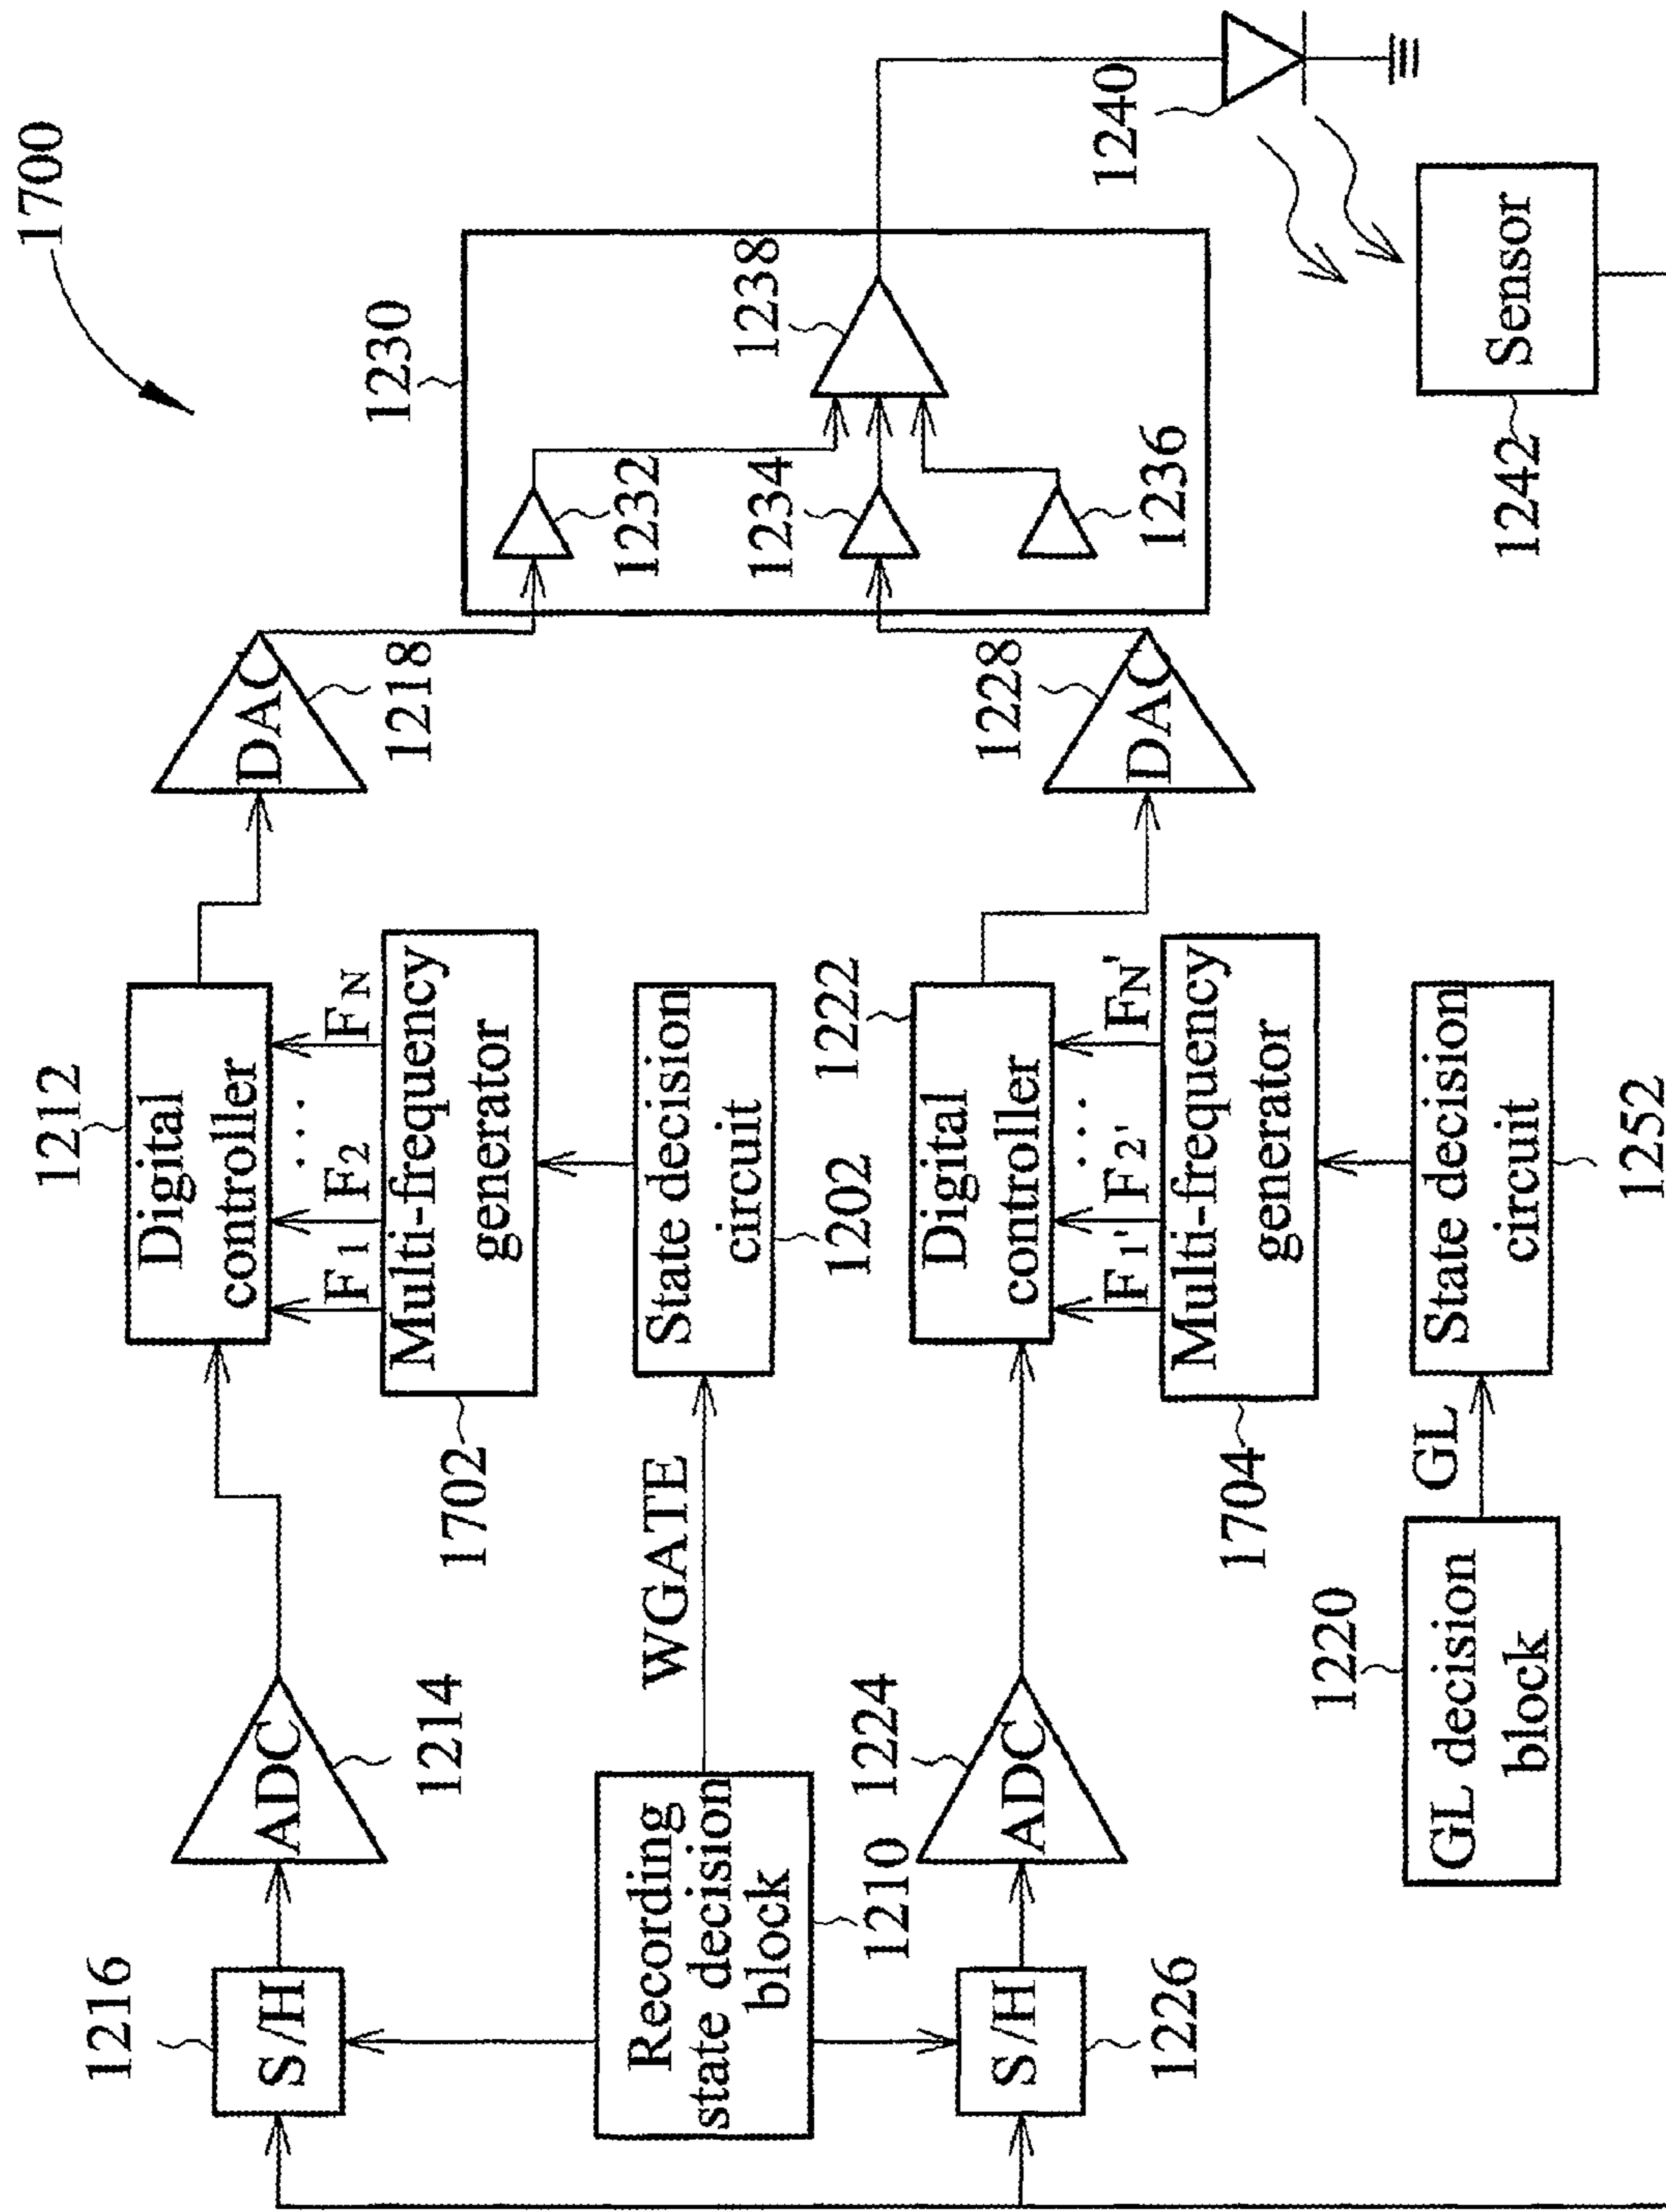 1700
1216
S/H
1214
ADC
1212
Digital
controller
F1
F2
...
FN
1702
Multi-frequency
generator
1218
DAC
1230
1232
1234
1236
1238
1240
Recording
state decision
block
1210
WGATE
State decision
circuit
1202
1226
S/H
1224
ADC
1222
Digital
controller
F1'
F2'
...
FN'
1704
Multi-frequency
generator
1228
DAC
1220
GL decision
block
GL
State decision
circuit
1252
Sensor
1242